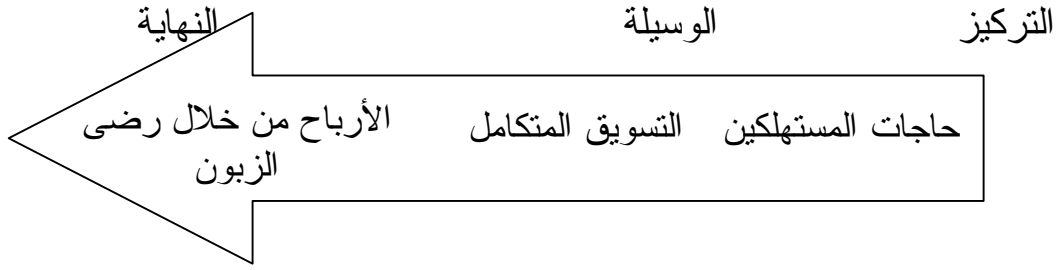 التركيز الوسيلة النهاية
حاجات المستهلكين التسويق المتكامل الأرباح من خلال رضى
الزبون